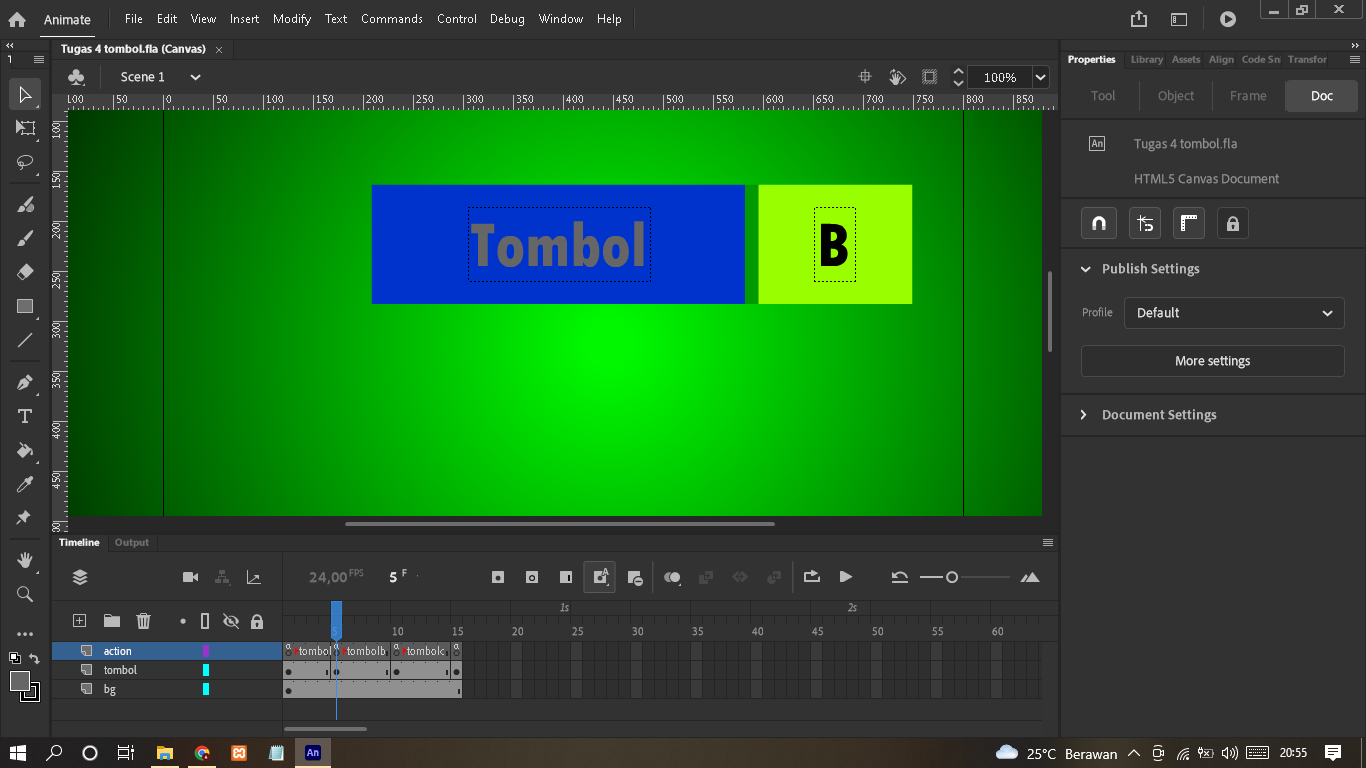 Animate File Edit View Insert Modify Text Commands Control Debug Window Help
Tugas 4 tombol.fla (Canvas) ×
1
Properties Library Assets Align Code Sn Transfor
Scene 1
100%
Tool Object Frame Doc
50 0 50 100 150 200 250 300 350 400 450 500 550 600 650 700 750 800 850
100
150
200
250
300
350
400
450
An Tugas 4 tombol.fla
HTML5 Canvas Document
Tombol B
Publish Settings
Profile Default
More settings
Document Settings
T
Timeline Output
24,00 FPS 5 F
1s 2s
5 10 15 20 25 30 35 40 45 50 55 60
action tombol tombolb tombolc
tombol
bg
An 25°C Berawan 20:55